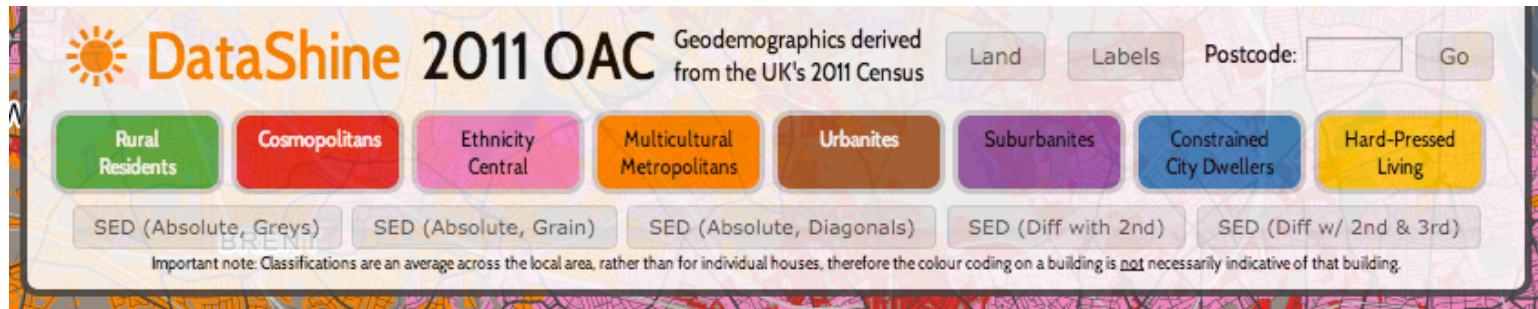 DataShine 2011 OAC
Geodemographics derived
from the UK's 2011 Census
Land
Labels
Postcode:
Go
Rural
Residents
Cosmopolitans
Ethnicity
Central
Multicultural
Metropolitans
Urbanites
Suburbanites
Constrained
City Dwellers
Hard-Pressed
Living
SED (Absolute, Greys)
SED (Absolute, Grain)
SED (Absolute, Diagonals)
SED (Diff with 2nd)
SED (Diff w/ 2nd & 3rd)
BRENT
Important note: Classifications are an average across the local area, rather than for individual houses, therefore the colour coding on a building is not necessarily indicative of that building.